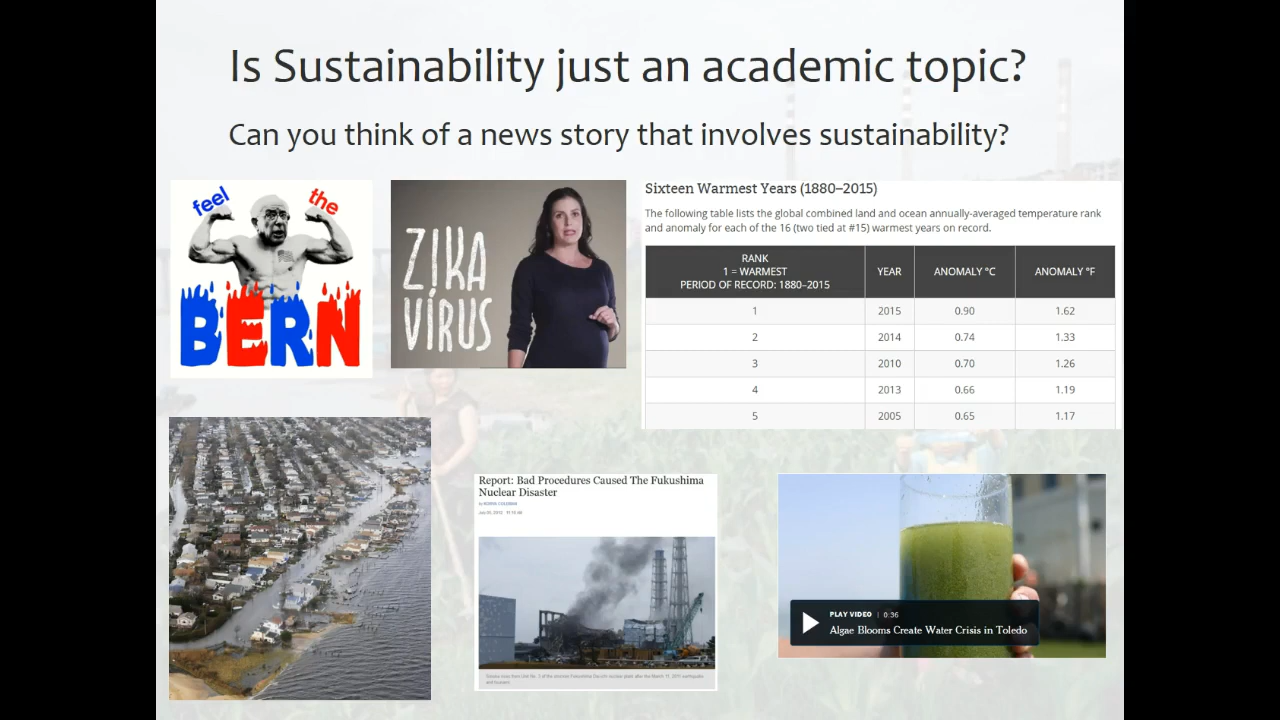 Is Sustainability just an academic topic?
Can you think of a news story that involves sustainability?
feel
the
BERN
ZIKA
VIRUS
Sixteen Warmest Years (1880–2015)
The following table lists the global combined land and ocean annually-averaged temperature rank
and anomaly for each of the 16 (two tied at #15) warmest years on record.
RANK
1 = WARMEST
PERIOD OF RECORD: 1880–2015
YEAR
ANOMALY °C
ANOMALY °F
1 2015 0.90 1.62
2 2014 0.74 1.33
3 2010 0.70 1.26
4 2013 0.66 1.19
5 2005 0.65 1.17
Report: Bad Procedures Caused The Fukushima
Nuclear Disaster
PLAY VIDEO | 0:36
Algae Blooms Create Water Crisis in Toledo